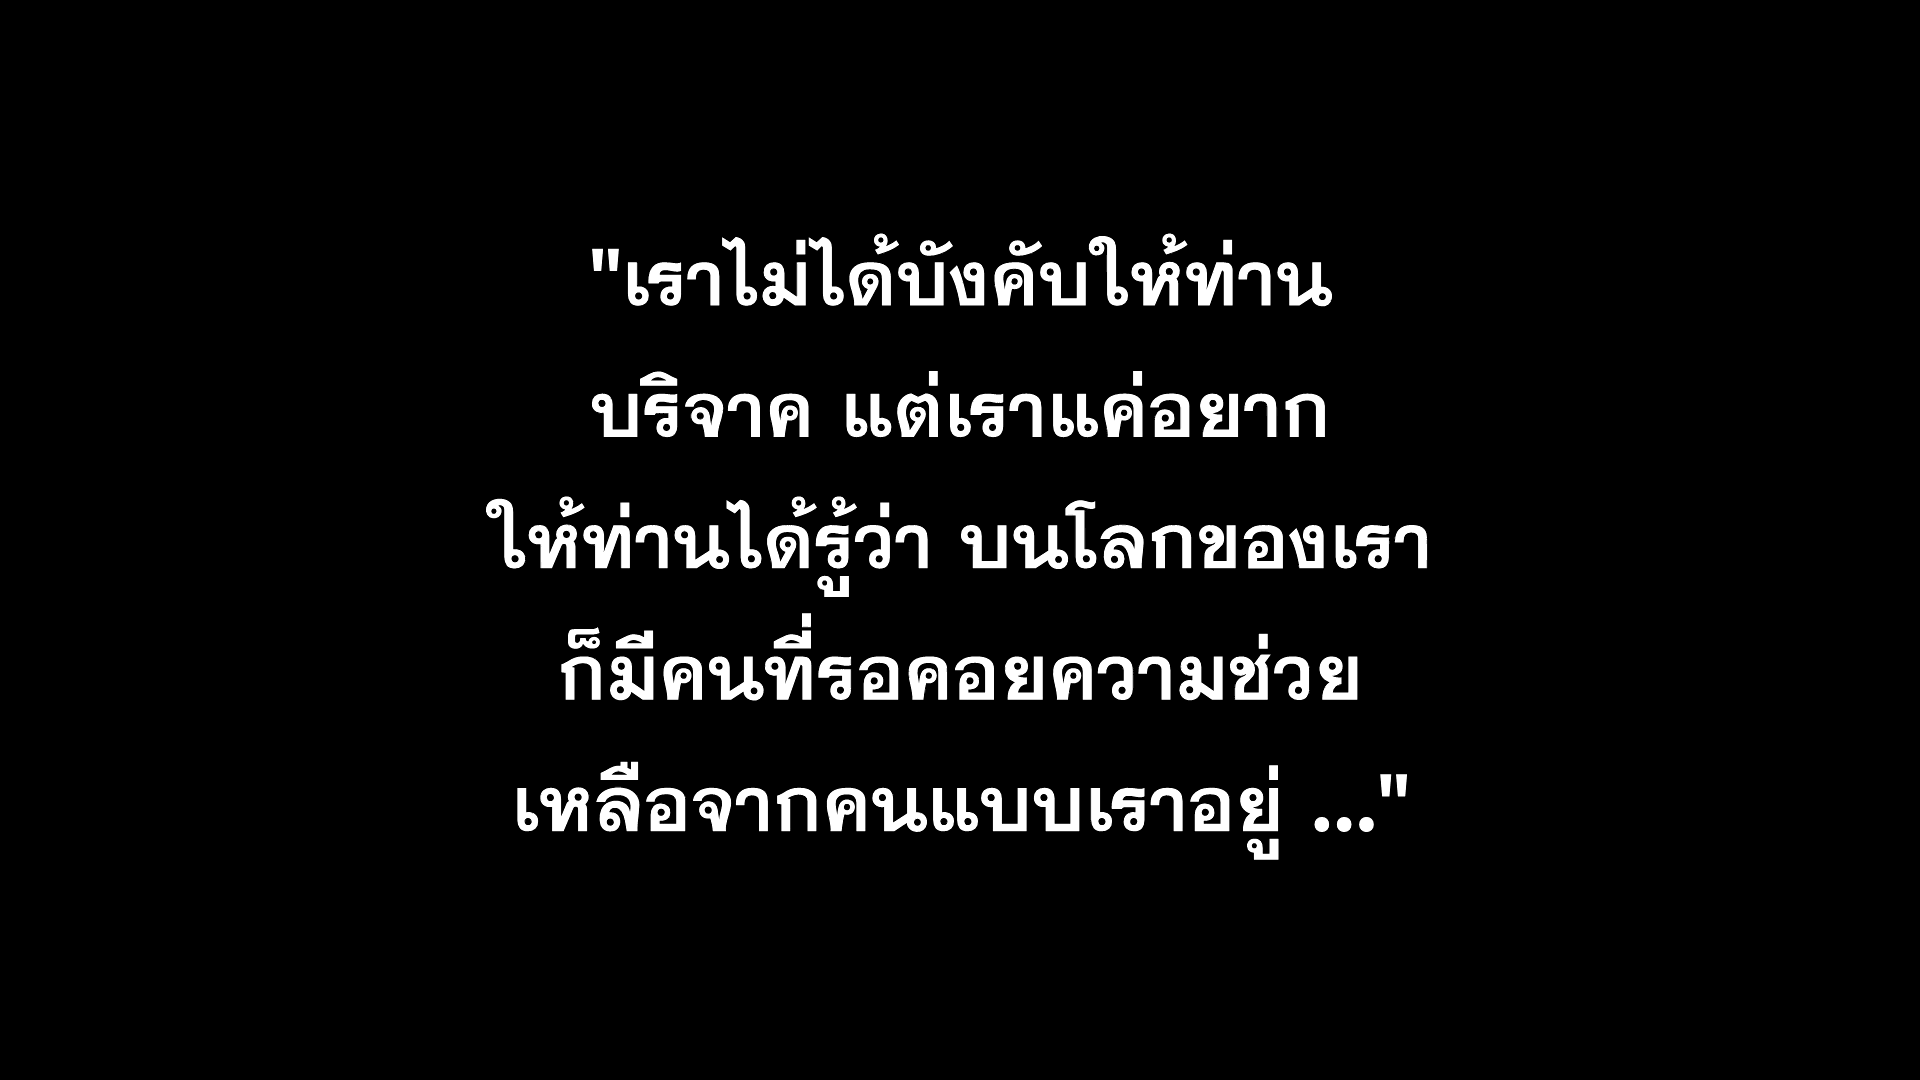 "เราไม่ได้บังคับให้ท่าน
บริจาค แต่เราแค่อยาก
ให้ท่านได้รู้ว่า บนโลกของเรา
ก็มีคนที่รอคอยความช่วย
เหลือจากคนแบบเราอยู่ ..."